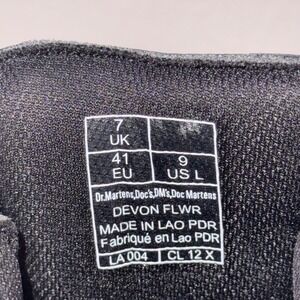 7
UK
41 9
EU US L
Dr.Martens,Doc's,DM's,Doc Martens
DEVON FLWR
MADE IN LAO PDR
Fabriqué en Lao PDR
LA 004 CL 12 X